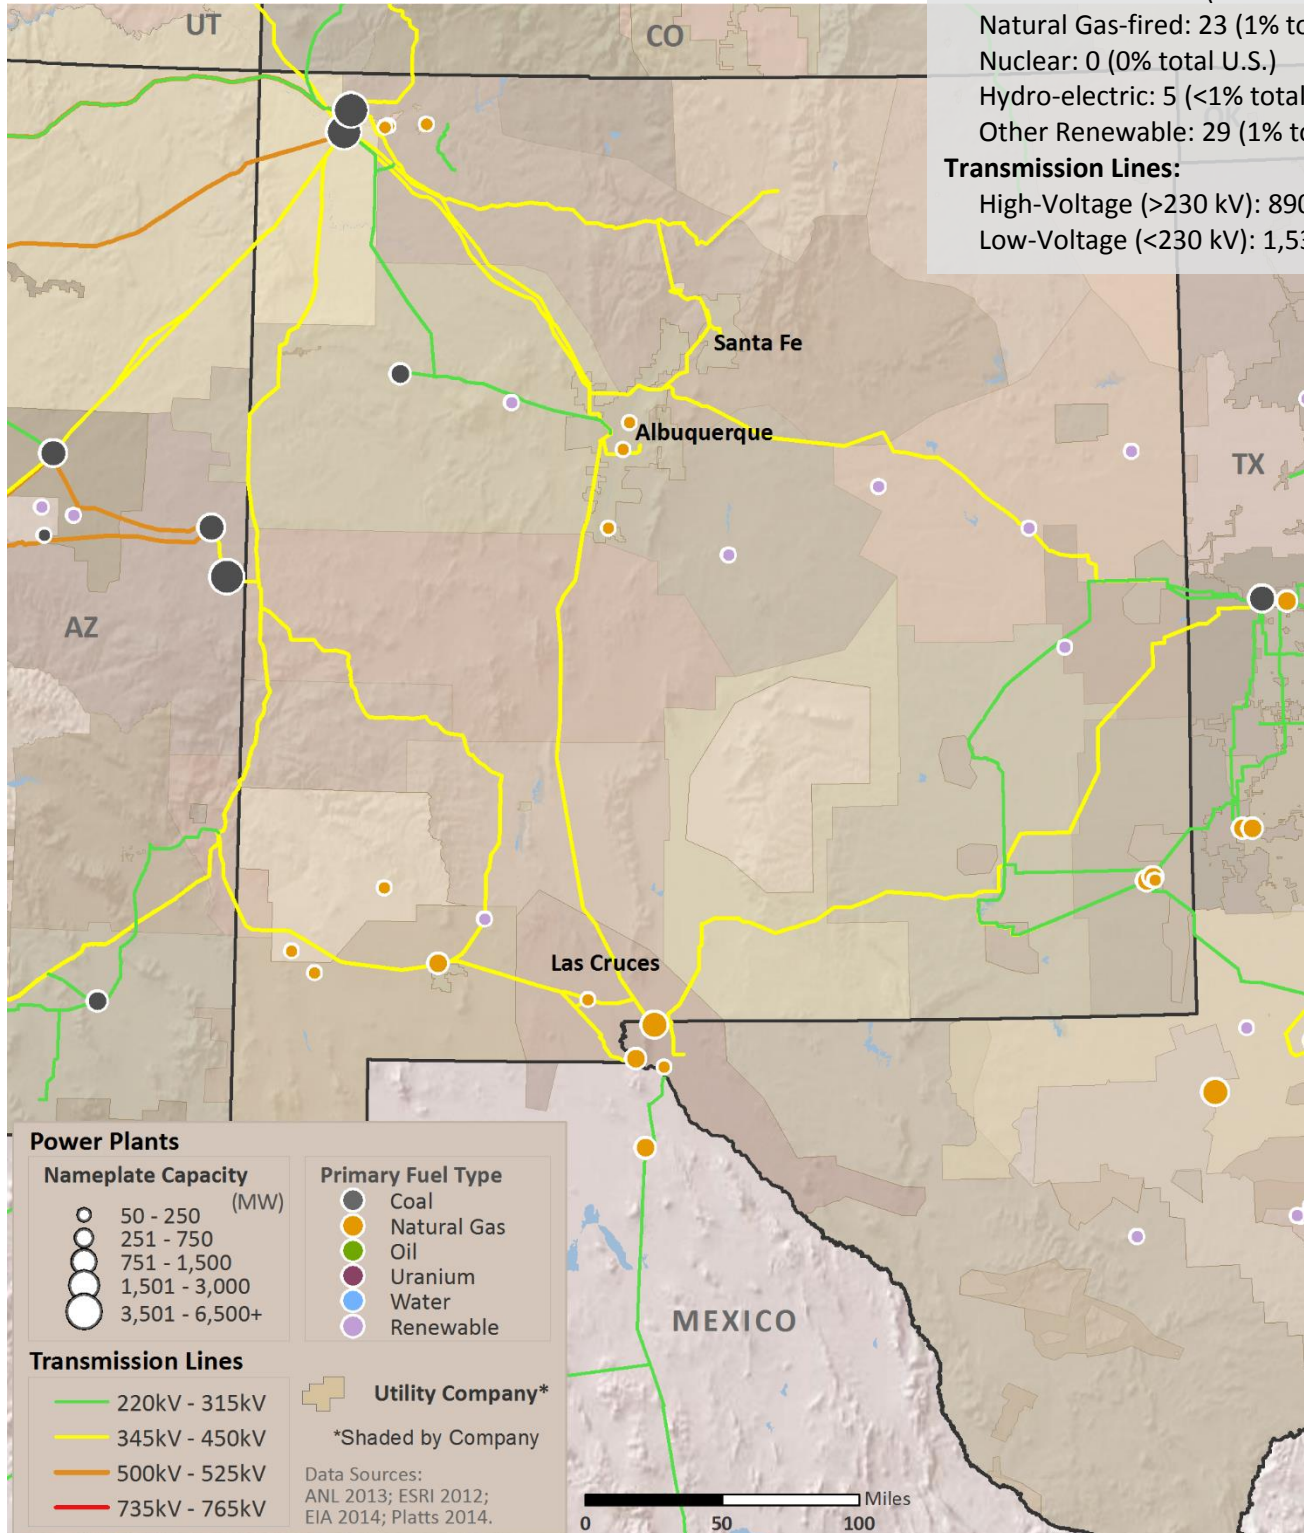 UT
CO
Natural Gas-fired: 23 (1% to
Nuclear: 0 (0% total U.S.)
Hydro-electric: 5 (<1% total
Other Renewable: 29 (1% to
Transmission Lines:
High-Voltage (>230 kV): 890
Low-Voltage (<230 kV): 1,53
Santa Fe
Albuquerque
TX
AZ
Las Cruces
MEXICO
Power Plants
Nameplate Capacity
(MW)
50 - 250
251 - 750
751 - 1,500
1,501 - 3,000
3,501 - 6,500+
Primary Fuel Type
Coal
Natural Gas
Oil
Uranium
Water
Renewable
Transmission Lines
220kV - 315kV
345kV - 450kV
500kV - 525kV
735kV - 765kV
Utility Company*
*Shaded by Company
Data Sources:
ANL 2013; ESRI 2012;
EIA 2014; Platts 2014.
Miles
0 50 100